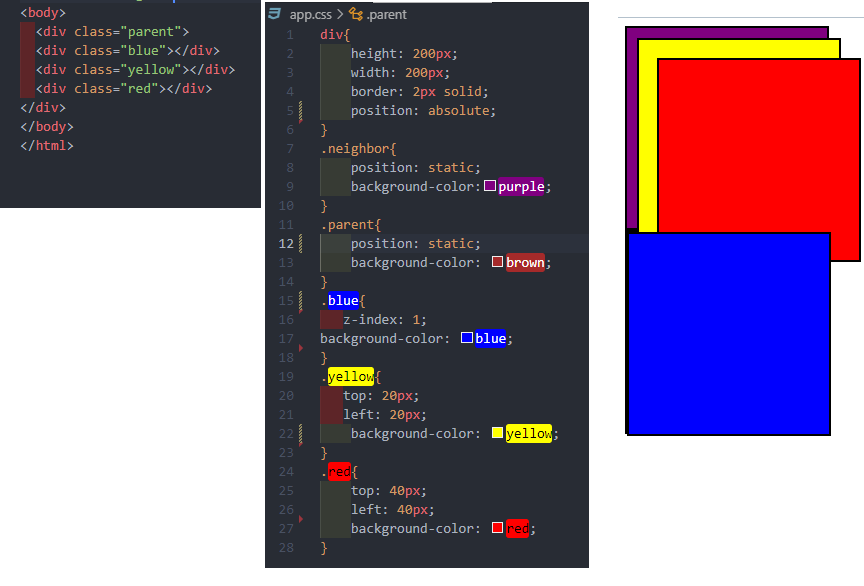 <body>
<div class="parent">
<div class="blue"></div>
<div class="yellow"></div>
<div class="red"></div>
</div>
</body>
</html>
app.css > .parent
1 div{
2 height: 200px;
3 width: 200px;
4 border: 2px solid;
5 position: absolute;
6 }
7 .neighbor{
8 position: static;
9 background-color: purple;
10 }
11 .parent{
12 position: static;
13 background-color: brown;
14 }
15 .blue{
16 z-index: 1;
17 background-color: blue;
18 }
19 .yellow{
20 top: 20px;
21 left: 20px;
22 background-color: yellow;
23 }
24 .red{
25 top: 40px;
26 left: 40px;
27 background-color: red;
28 }